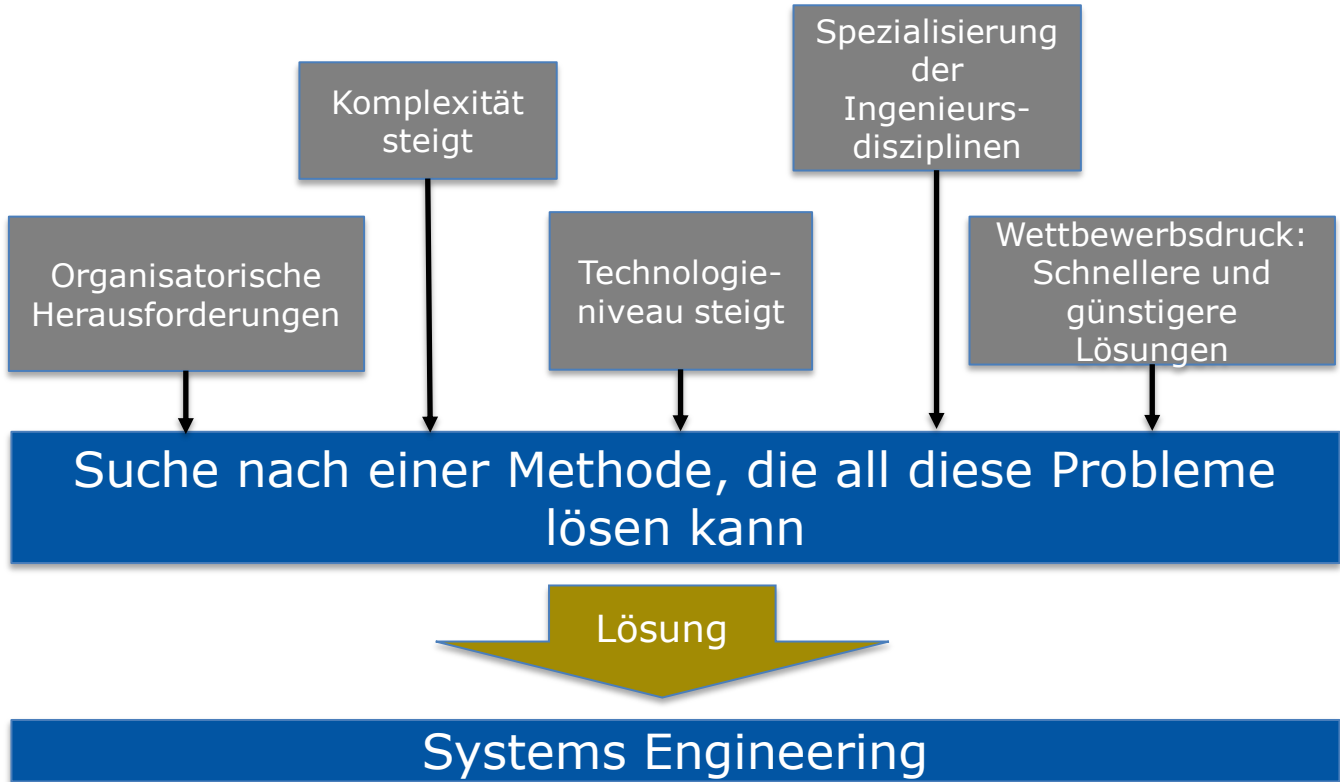 Organisatorische
Herausforderungen
Komplexität
steigt
Technologie-
niveau steigt
Spezialisierung
der
Ingenieurs-
disziplinen
Wettbewerbsdruck:
Schnellere und
günstigere
Lösungen
Suche nach einer Methode, die all diese Probleme
lösen kann
Lösung
Systems Engineering